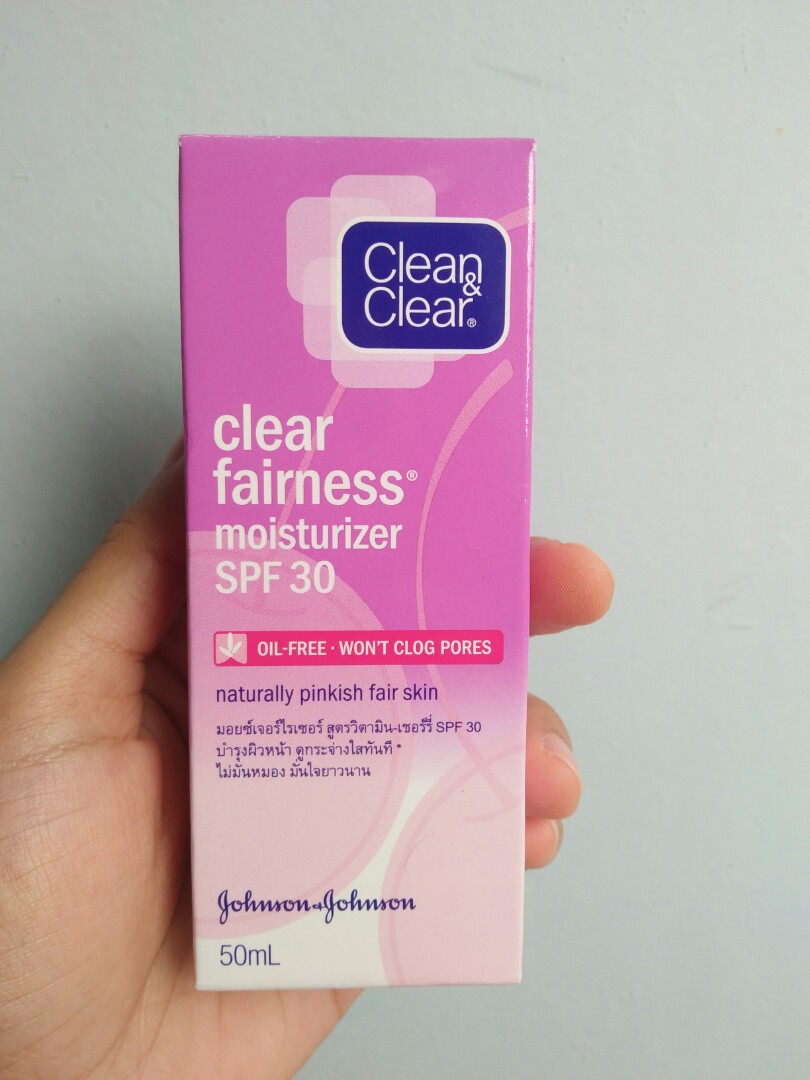 Clean
&
Clear®
clear
fairness®
moisturizer
SPF 30
OIL-FREE · WON'T CLOG PORES
naturally pinkish fair skin
มอยซ์เจอร์ไรเซอร์ สูตรวิตามิน-เชอร์รี่ SPF 30
บำรุงผิวหน้า ดูกระจ่างใสทันที *
ไม่มันหมอง มั่นใจยาวนาน
Johnson & Johnson
50mL